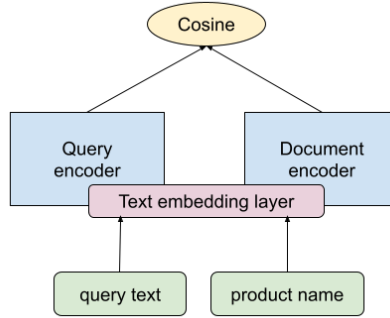 Cosine
Query
encoder
Document
encoder
Text embedding layer
query text
product name